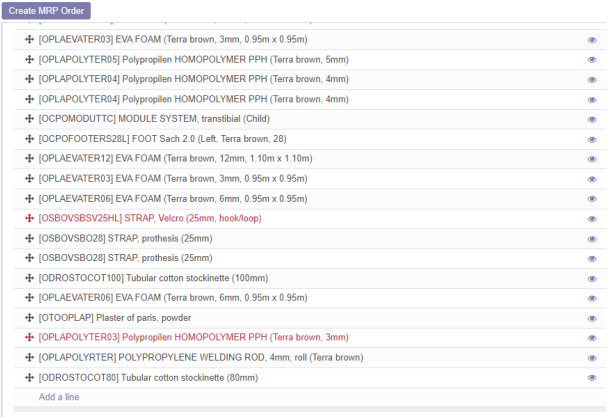 Create MRP Order
[OPLAEVATER03] EVA FOAM (Terra brown, 3mm, 0.95m x 0.95m)
[OPLAPOLYTER05] Polypropilen HOMOPOLYMER PPH (Terra brown, 5mm)
[OPLAPOLYTER04] Polypropilen HOMOPOLYMER PPH (Terra brown, 4mm)
[OPLAPOLYTER04] Polypropilen HOMOPOLYMER PPH (Terra brown, 4mm)
[OCPOMODUTTC] MODULE SYSTEM, transtibial (Child)
[OCPOFOOTERS28L] FOOT Sach 2.0 (Left, Terra brown, 28)
[OPLAEVATER12] EVA FOAM (Terra brown, 12mm, 1.10m x 1.10m)
[OPLAEVATER03] EVA FOAM (Terra brown, 3mm, 0.95m x 0.95m)
[OPLAEVATER06] EVA FOAM (Terra brown, 6mm, 0.95m x 0.95m)
[OSBOVSBSV25HL] STRAP, Velcro (25mm, hook/loop)
[OSBOVSBO28] STRAP, prothesis (25mm)
[OSBOVSBO28] STRAP, prothesis (25mm)
[ODROSTOCOT100] Tubular cotton stockinette (100mm)
[OPLAEVATER06] EVA FOAM (Terra brown, 6mm, 0.95m x 0.95m)
[OTOOPLAP] Plaster of paris, powder
[OPLAPOLYTER03] Polypropilen HOMOPOLYMER PPH (Terra brown, 3mm)
[OPLAPOLYRTER] POLYPROPYLENE WELDING ROD, 4mm, roll (Terra brown)
[ODROSTOCOT80] Tubular cotton stockinette (80mm)
Add a line